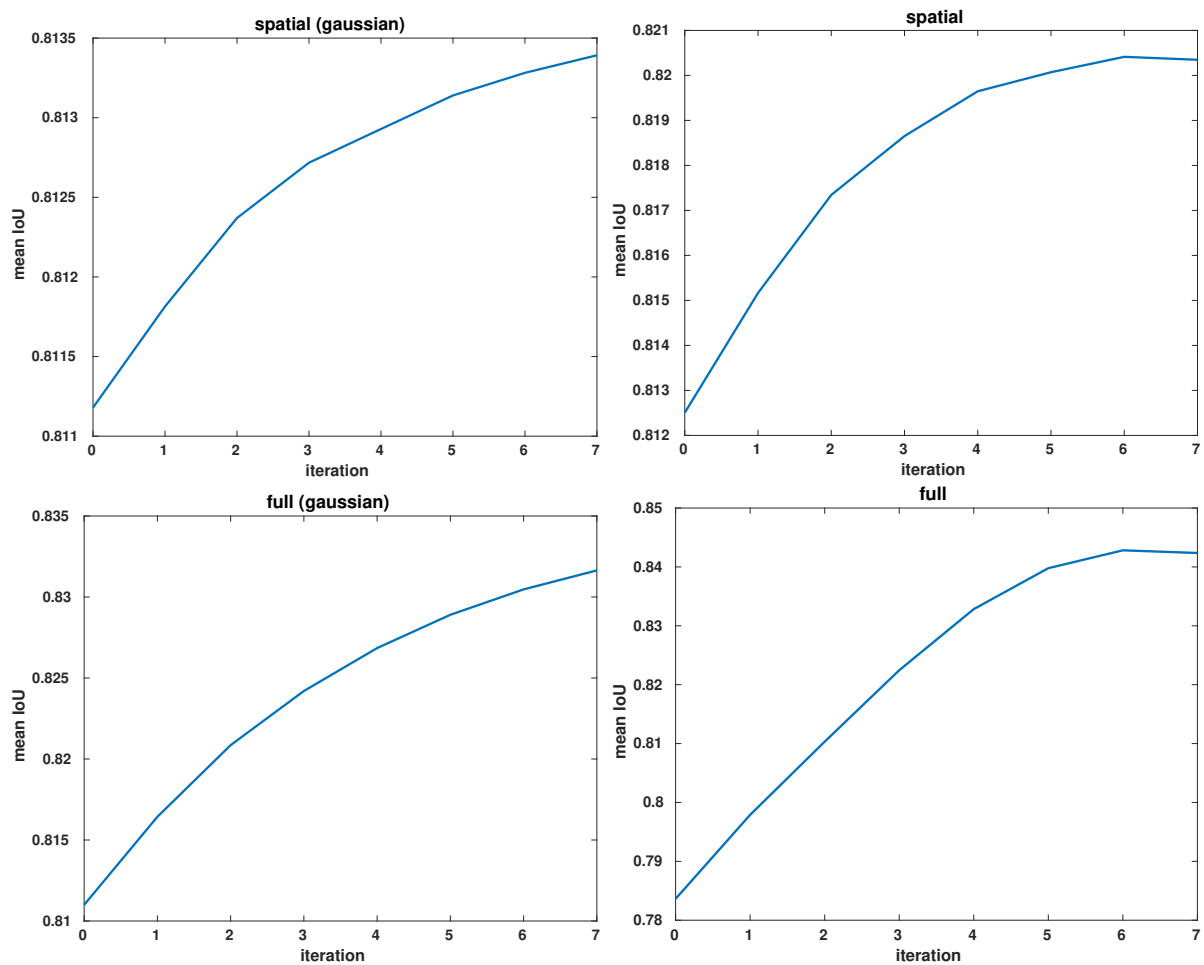 spatial (gaussian)
0.8135
0.813
0.8125
0.812
0.8115
0.811
mean IoU
0 1 2 3 4 5 6 7
iteration
spatial
0.821
0.82
0.819
0.818
0.817
0.816
0.815
0.814
0.813
0.812
mean IoU
0 1 2 3 4 5 6 7
iteration
full (gaussian)
0.835
0.83
0.825
0.82
0.815
0.81
mean IoU
0 1 2 3 4 5 6 7
iteration
full
0.85
0.84
0.83
0.82
0.81
0.8
0.79
0.78
mean IoU
0 1 2 3 4 5 6 7
iteration